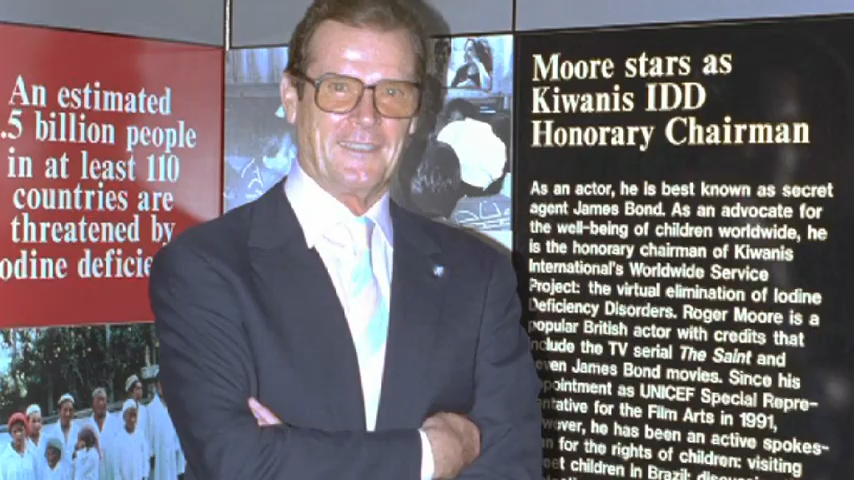 An estimated
.5 billion people
in at least 110
countries are
threatened by
odine deficie
Moore stars as
Kiwanis IDD
Honorary Chairman
As an actor, he is best known as secret
agent James Bond. As an advocate for
the well-being of children worldwide, he
is the honorary chairman of Kiwanis
International's Worldwide Service
Project: the virtual elimination of Iodine
Deficiency Disorders. Roger Moore is a
popular British actor with credits that
include the TV serial The Saint and
even James Bond movies. Since his
pointment as UNICEF Special Repre-
ntative for the Film Arts in 1991,
wever, he has been an active spokes-
n for the rights of children: visiting
et children in Brazil; discussi